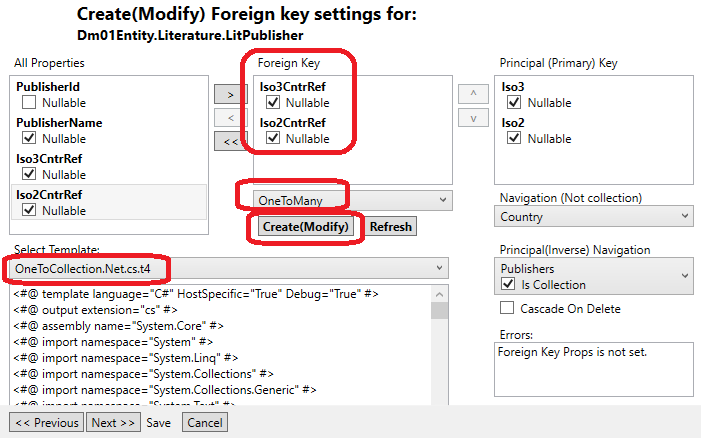 Create(Modify) Foreign key settings for:
Dm01Entity.Literature.LitPublisher
All Properties
PublisherId
Nullable
PublisherName
Nullable
Iso3CntrRef
Nullable
Iso2CntrRef
Nullable
>
<
<<
Foreign Key
Iso3CntrRef
Nullable
Iso2CntrRef
Nullable
OneToMany
Create(Modify) Refresh
^
v
Principal (Primary) Key
Iso3
Nullable
Iso2
Nullable
Navigation (Not collection)
Country
Principal(Inverse) Navigation
Publishers
Is Collection
Cascade On Delete
Errors:
Foreign Key Props is not set.
Select Template:
OneToCollection.Net.cs.t4
<#@ template language="C#" HostSpecific="True" Debug="True" #>
<#@ output extension="cs" #>
<#@ assembly name="System.Core" #>
<#@ import namespace="System" #>
<#@ import namespace="System.Linq" #>
<#@ import namespace="System.Collections" #>
<#@ import namespace="System.Collections.Generic" #>
<#@ import namespace="System.Text" #>
<< Previous Next >> Save Cancel